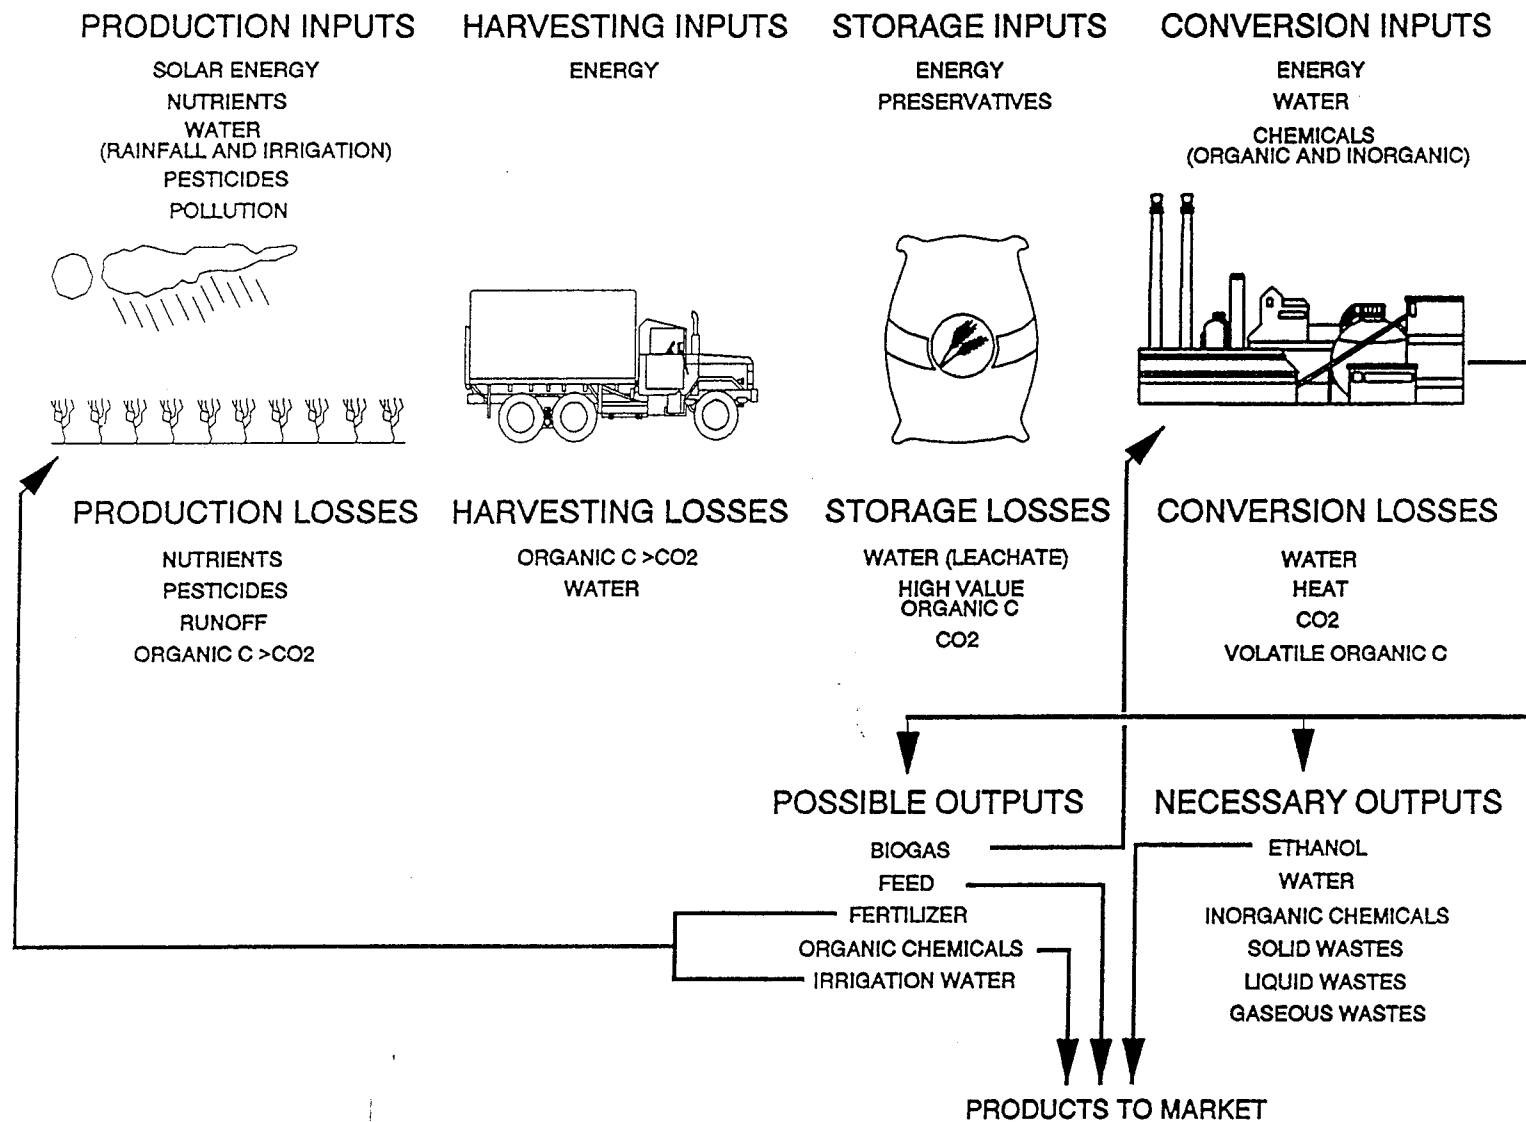 PRODUCTION INPUTS
SOLAR ENERGY
NUTRIENTS
WATER
(RAINFALL AND IRRIGATION)
PESTICIDES
POLLUTION
HARVESTING INPUTS
ENERGY
STORAGE INPUTS
ENERGY
PRESERVATIVES
CONVERSION INPUTS
ENERGY
WATER
CHEMICALS
(ORGANIC AND INORGANIC)
PRODUCTION LOSSES
NUTRIENTS
PESTICIDES
RUNOFF
ORGANIC C >CO2
HARVESTING LOSSES
ORGANIC C >CO2
WATER
STORAGE LOSSES
WATER (LEACHATE)
HIGH VALUE
ORGANIC C
CO2
CONVERSION LOSSES
WATER
HEAT
CO2
VOLATILE ORGANIC C
POSSIBLE OUTPUTS
BIOGAS
FEED
FERTILIZER
ORGANIC CHEMICALS
IRRIGATION WATER
NECESSARY OUTPUTS
ETHANOL
WATER
INORGANIC CHEMICALS
SOLID WASTES
LIQUID WASTES
GASEOUS WASTES
PRODUCTS TO MARKET